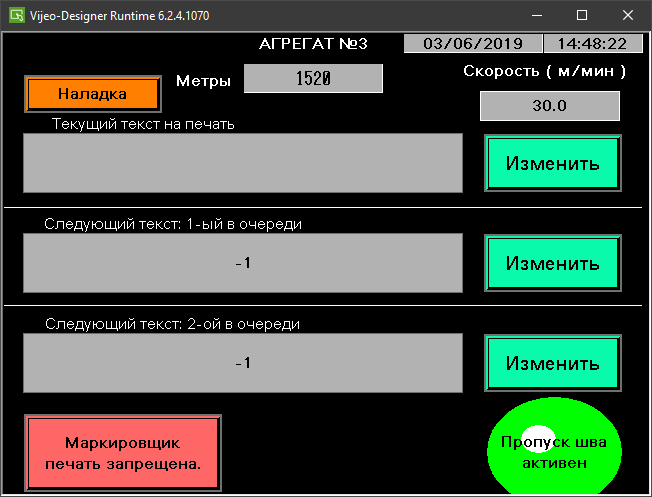 Vijeo-Designer Runtime 6.2.4.1070
АГРЕГАТ №3 03/06/2019 14:48:22
Наладка Метры 1520 Скорость ( м/мин )
30.0
Текущий текст на печать
Изменить
Следующий текст: 1-ый в очереди
-1 Изменить
Следующий текст: 2-ой в очереди
-1 Изменить
Маркировщик
печать запрещена.
Пропуск шва
активен